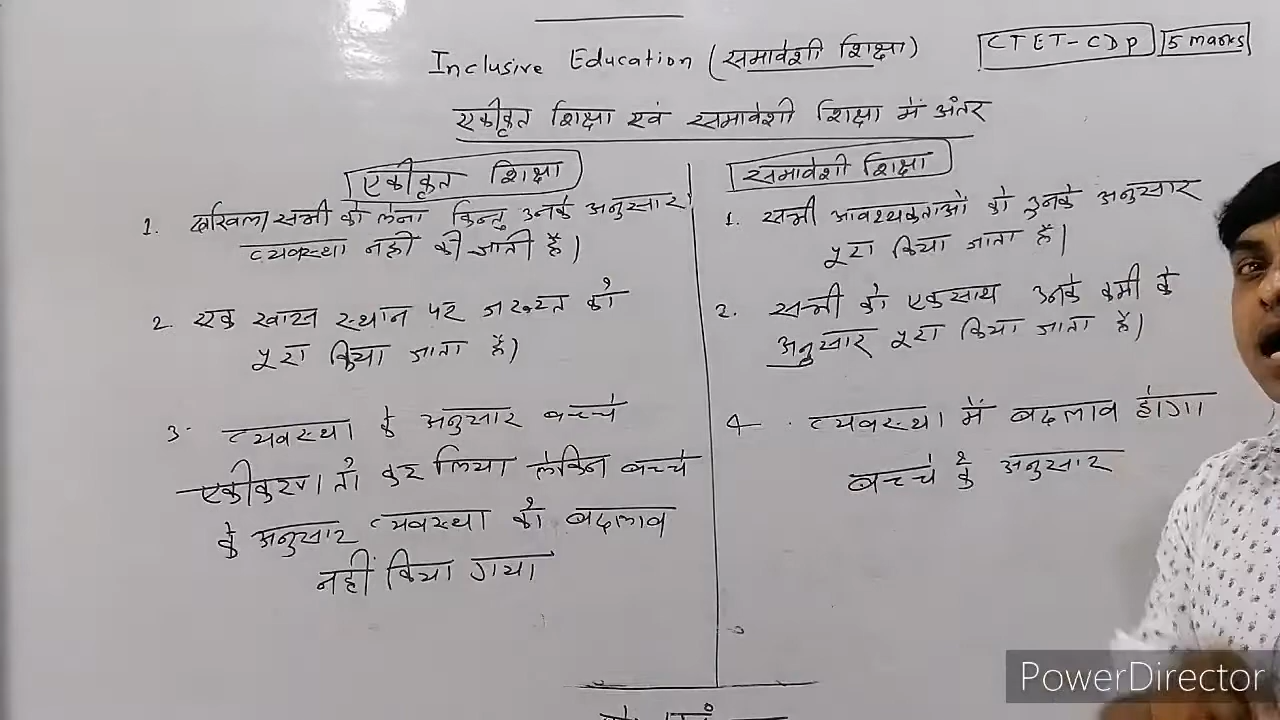 Inclusive Education (समावेशी शिक्षा)
CTET-CDP 5 marks
एकीकृत शिक्षा एवं समावेशी शिक्षा में अंतर
एकीकृत शिक्षा
1. दाखिला सभी को लेना किन्तु उनके अनुसार
व्यवस्था नहीं की जाती है।
2. एक खास स्थान पर जरूरत को
पूरा किया जाता है।
3. व्यवस्था के अनुसार बच्चे
एकीकरण तो कर लिया लेकिन बच्चे
के अनुसार व्यवस्था को बदलाव
नहीं किया गया
समावेशी शिक्षा
1. सभी आवश्यकताओं को उनके अनुसार
पूरा किया जाता है।
2. सभी को एकसाथ उनके कमी के
अनुसार पूरा किया जाता है।
4 व्यवस्था में बदलाव होगा
बच्चे के अनुसार
PowerDirector